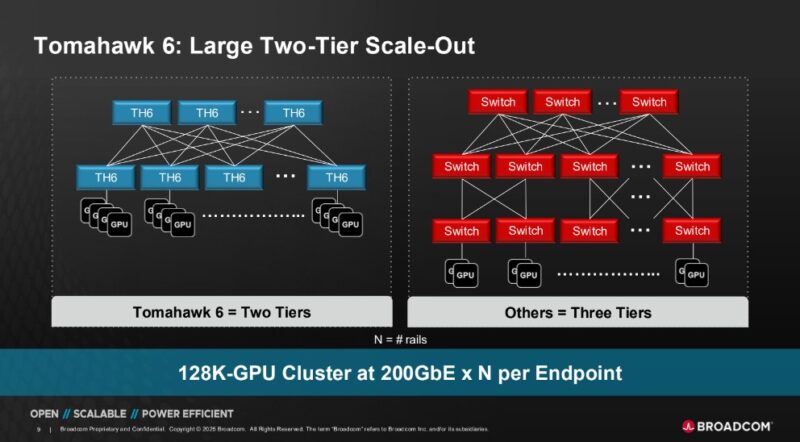 Tomahawk 6: Large Two-Tier Scale-Out
TH6 TH6 ... TH6
TH6 TH6 TH6 ... TH6
GPU GPU GPU
Tomahawk 6 = Two Tiers
Switch Switch ... Switch
Switch Switch Switch ... Switch
Switch Switch Switch ... Switch
GPU GPU GPU
Others = Three Tiers
N = # rails
128K-GPU Cluster at 200GbE x N per Endpoint
OPEN // SCALABLE // POWER EFFICIENT
9 | Broadcom Proprietary and Confidential. Copyright © 2025 Broadcom. All Rights Reserved. The term "Broadcom" refers to Broadcom Inc. and/or its subsidiaries.
BROADCOM